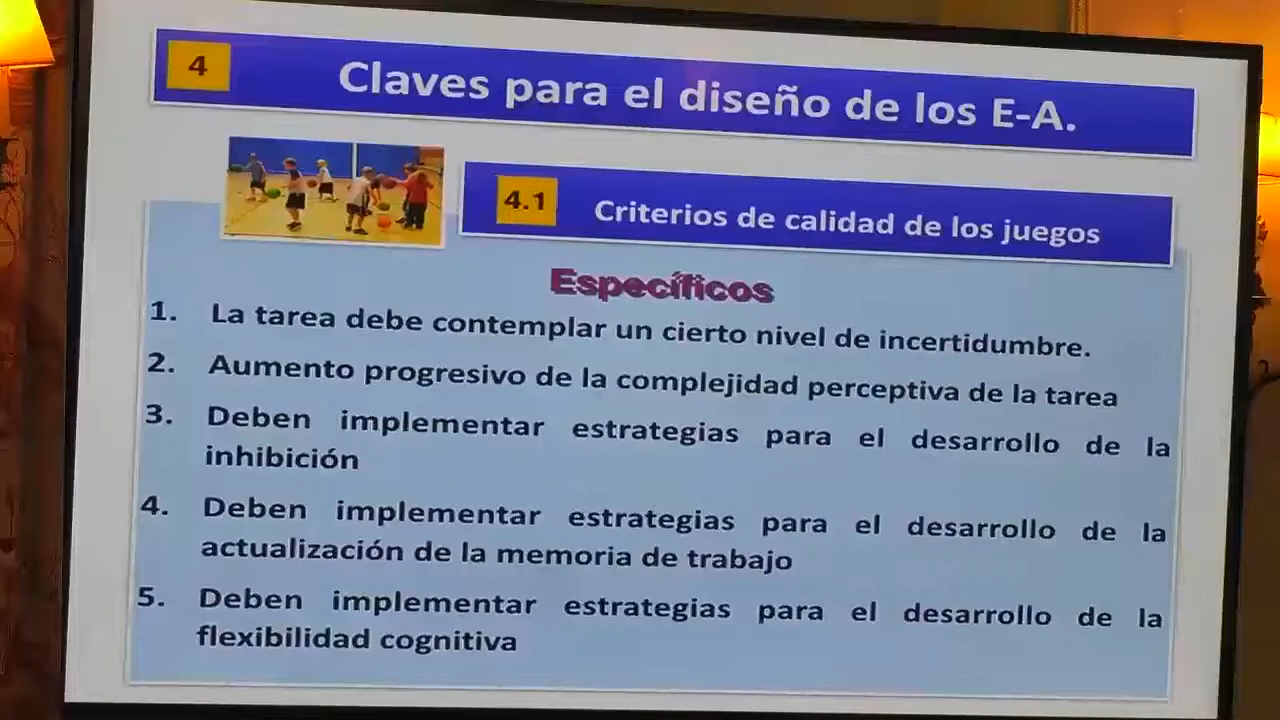 4 Claves para el diseño de los E-A.
4.1 Criterios de calidad de los juegos
Específicos
1. La tarea debe contemplar un cierto nivel de incertidumbre.
2. Aumento progresivo de la complejidad perceptiva de la tarea
3. Deben implementar estrategias para el desarrollo de la
inhibición
4. Deben implementar estrategias para el desarrollo de la
actualización de la memoria de trabajo
5. Deben implementar estrategias para el desarrollo de la
flexibilidad cognitiva